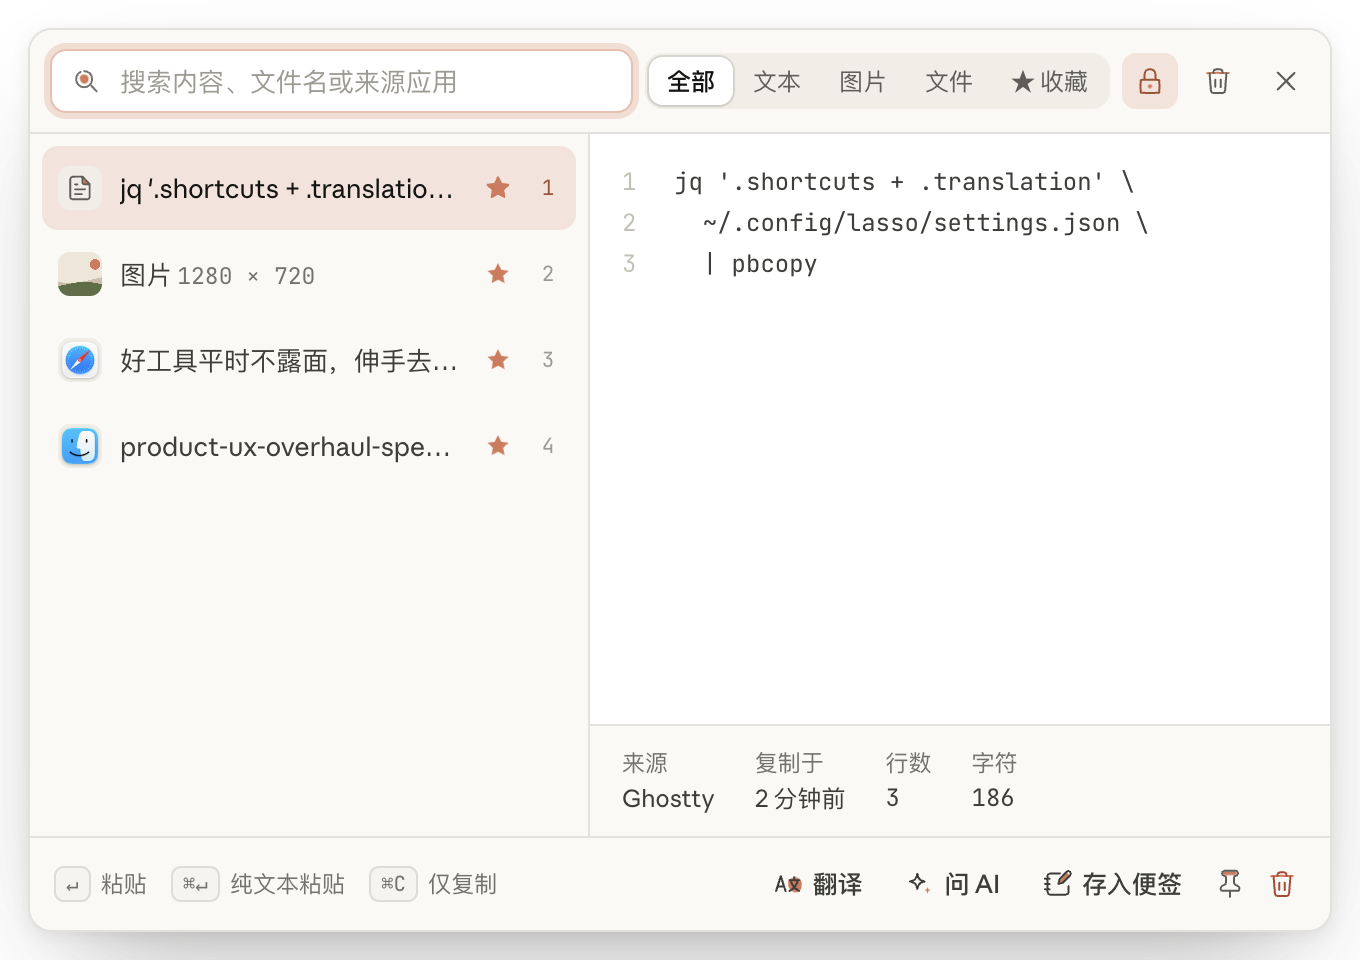 搜索内容、文件名或来源应用
全部 文本 图片 文件 ★收藏
jq '.shortcuts + .translatio… 1
图片 1280 × 720 2
好工具平时不露面，伸手去… 3
product-ux-overhaul-spe… 4
1 jq '.shortcuts + .translation' \
2 ~/.config/lasso/settings.json \
3 | pbcopy
来源 复制于 行数 字符
Ghostty 2 分钟前 3 186
↵ 粘贴 ⌘↵ 纯文本粘贴 ⌘C 仅复制
A文 翻译 问 AI 存入便签